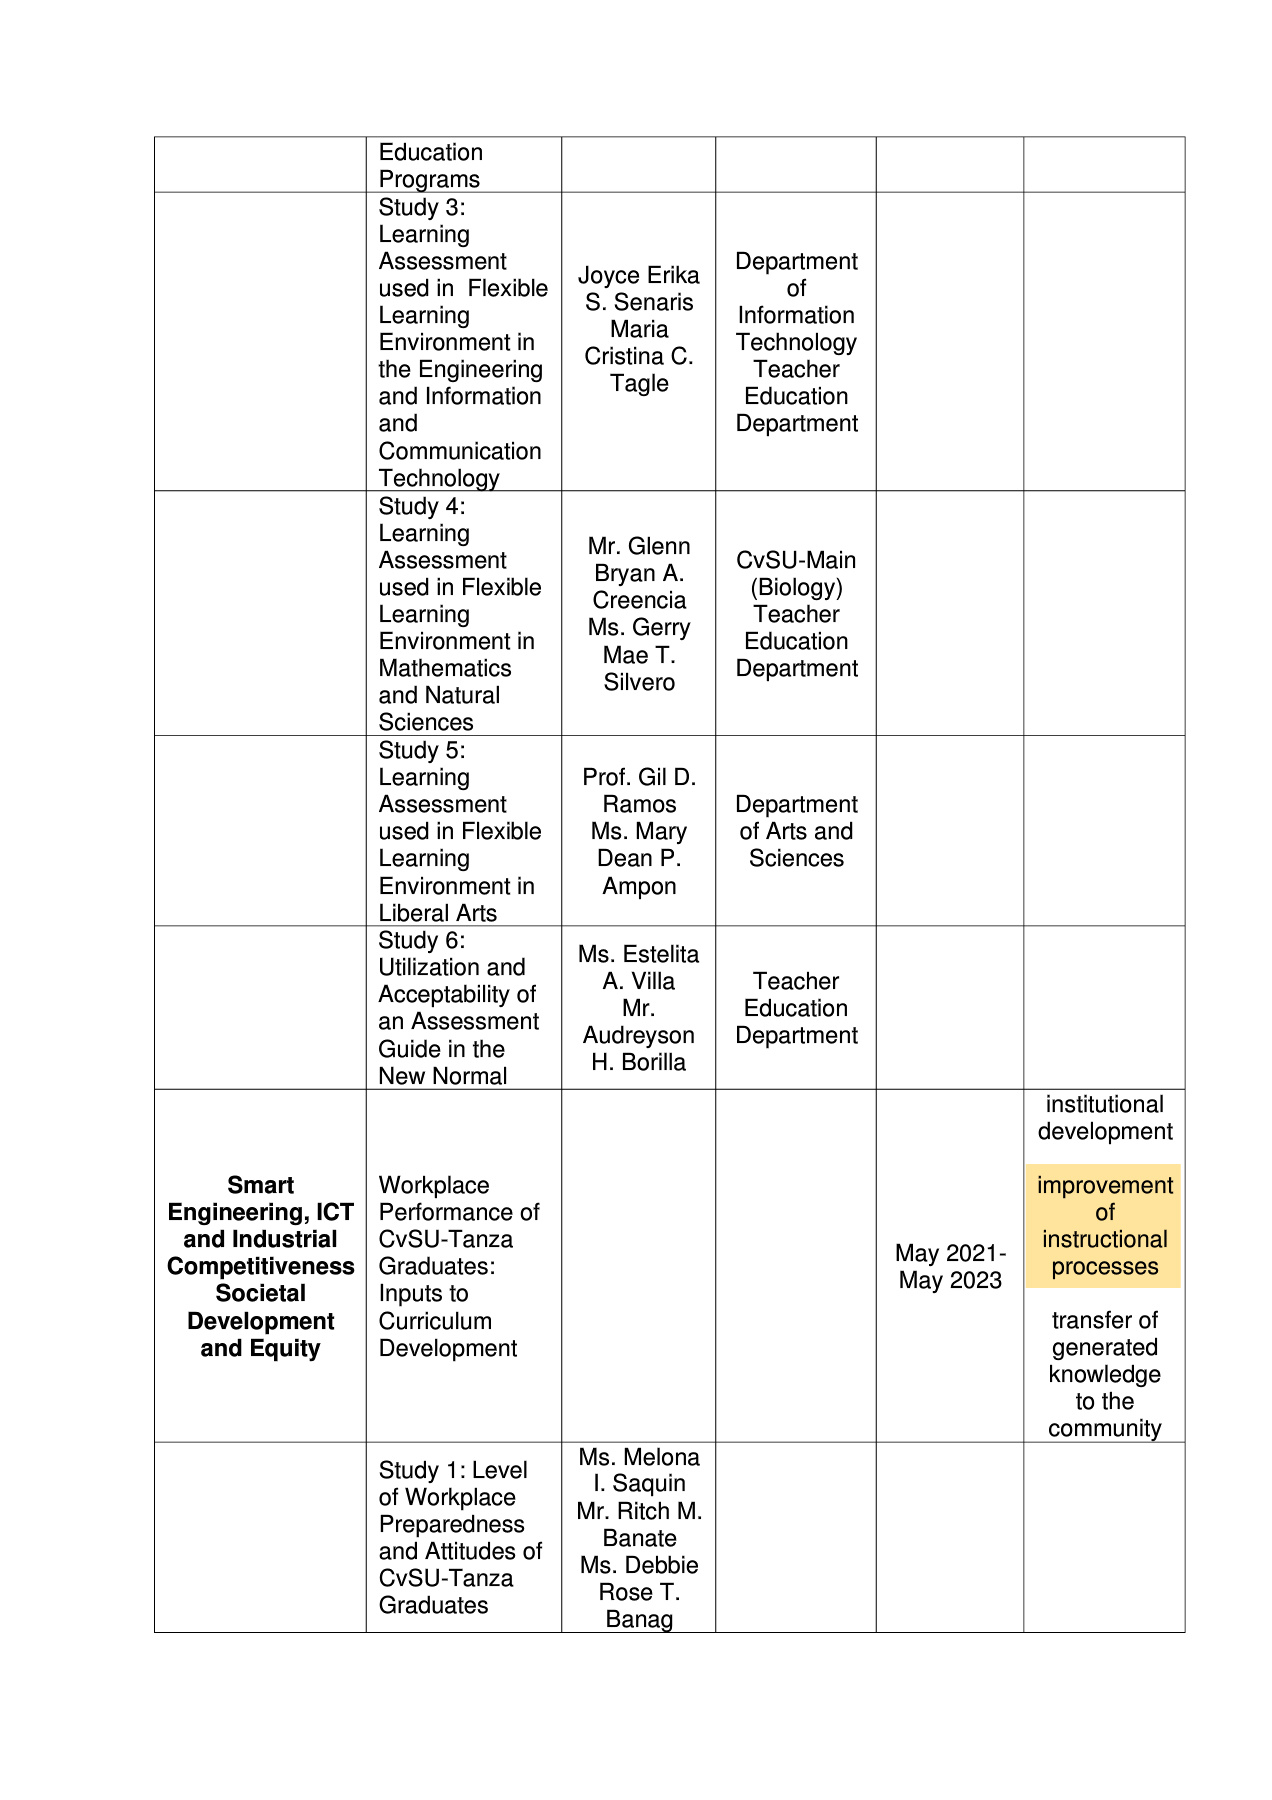 Education
Programs
Study 3:
Learning
Assessment
used in  Flexible
Learning
Environment in
the Engineering
and Information
and
Communication
Technology
Joyce Erika
S. Senaris
Maria
Cristina C.
Tagle
Department
of
Information
Technology
Teacher
Education
Department
Study 4:
Learning
Assessment
used in Flexible
Learning
Environment in
Mathematics
and Natural
Sciences
Mr. Glenn
Bryan A.
Creencia
Ms. Gerry
Mae T.
Silvero
CvSU-Main
(Biology)
Teacher
Education
Department
Study 5:
Learning
Assessment
used in Flexible
Learning
Environment in
Liberal Arts
Prof. Gil D.
Ramos
Ms. Mary
Dean P.
Ampon
Department
of Arts and
Sciences
Study 6:
Utilization and
Acceptability of
an Assessment
Guide in the
New Normal
Ms. Estelita
A. Villa
Mr.
Audreyson
H. Borilla
Teacher
Education
Department
Smart
Engineering, ICT
and Industrial
Competitiveness
Societal
Development
and Equity
Workplace
Performance of
CvSU-Tanza
Graduates:
Inputs to
Curriculum
Development
May 2021-
May 2023
institutional
development
improvement
of
instructional
processes
transfer of
generated
knowledge
to the
community
Study 1: Level
of Workplace
Preparedness
and Attitudes of
CvSU-Tanza
Graduates
Ms. Melona
I. Saquin
Mr. Ritch M.
Banate
Ms. Debbie
Rose T.
Banag